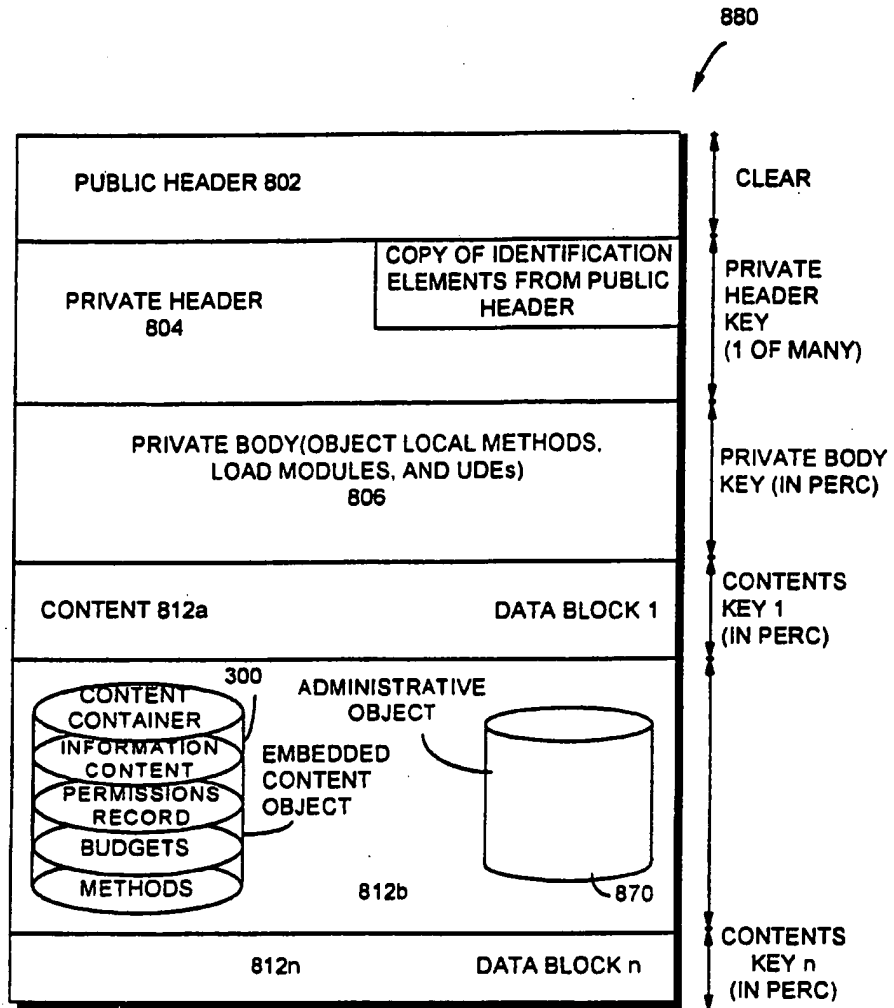 880
PUBLIC HEADER 802
CLEAR
PRIVATE HEADER
804
COPY OF IDENTIFICATION
ELEMENTS FROM PUBLIC
HEADER
PRIVATE
HEADER
KEY
(1 OF MANY)
PRIVATE BODY(OBJECT LOCAL METHODS,
LOAD MODULES, AND UDEs)
806
PRIVATE BODY
KEY (IN PERC)
CONTENT 812a
DATA BLOCK 1
CONTENTS
KEY 1
(IN PERC)
300
CONTENT
CONTAINER
INFORMATION
CONTENT
PERMISSIONS
RECORD
BUDGETS
METHODS
EMBEDDED
CONTENT
OBJECT
ADMINISTRATIVE
OBJECT
812b
870
812n
DATA BLOCK n
CONTENTS
KEY n
(IN PERC)